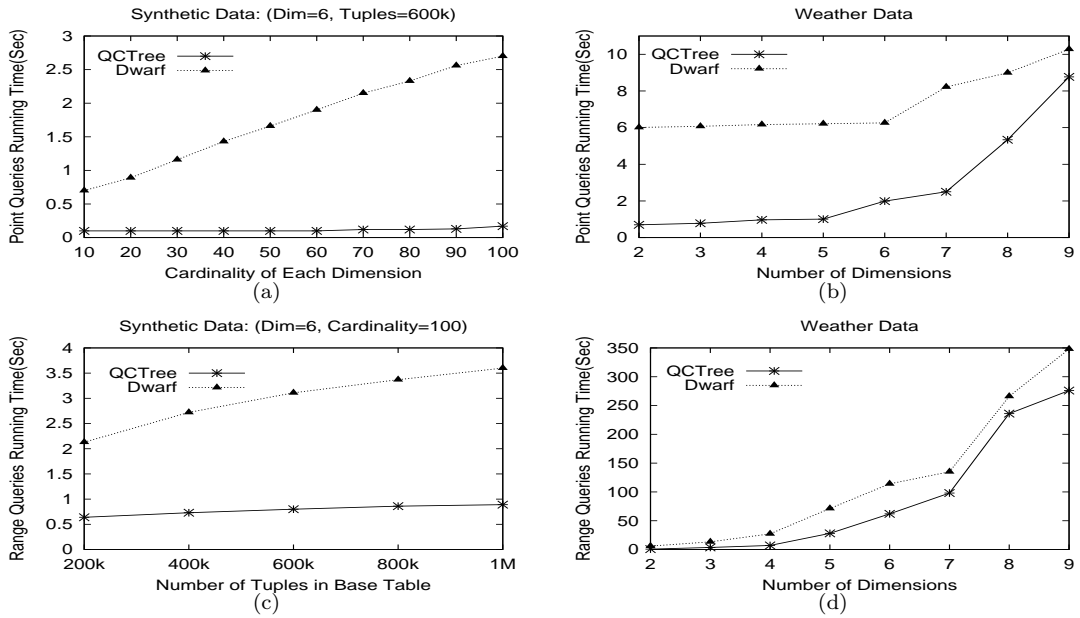 Synthetic Data: (Dim=6, Tuples=600k)
Point Queries Running Time(Sec)
3
2.5
2
1.5
1
0.5
0
QCTree
Dwarf
10 20 30 40 50 60 70 80 90 100
Cardinality of Each Dimension
(a)
Weather Data
Point Queries Running Time(Sec)
10
8
6
4
2
0
QCTree
Dwarf
2 3 4 5 6 7 8 9
Number of Dimensions
(b)
Synthetic Data: (Dim=6, Cardinality=100)
Range Queries Running Time(Sec)
4
3.5
3
2.5
2
1.5
1
0.5
0
QCTree
Dwarf
200k 400k 600k 800k 1M
Number of Tuples in Base Table
(c)
Weather Data
Range Queries Running Time(Sec)
350
300
250
200
150
100
50
0
QCTree
Dwarf
2 3 4 5 6 7 8 9
Number of Dimensions
(d)